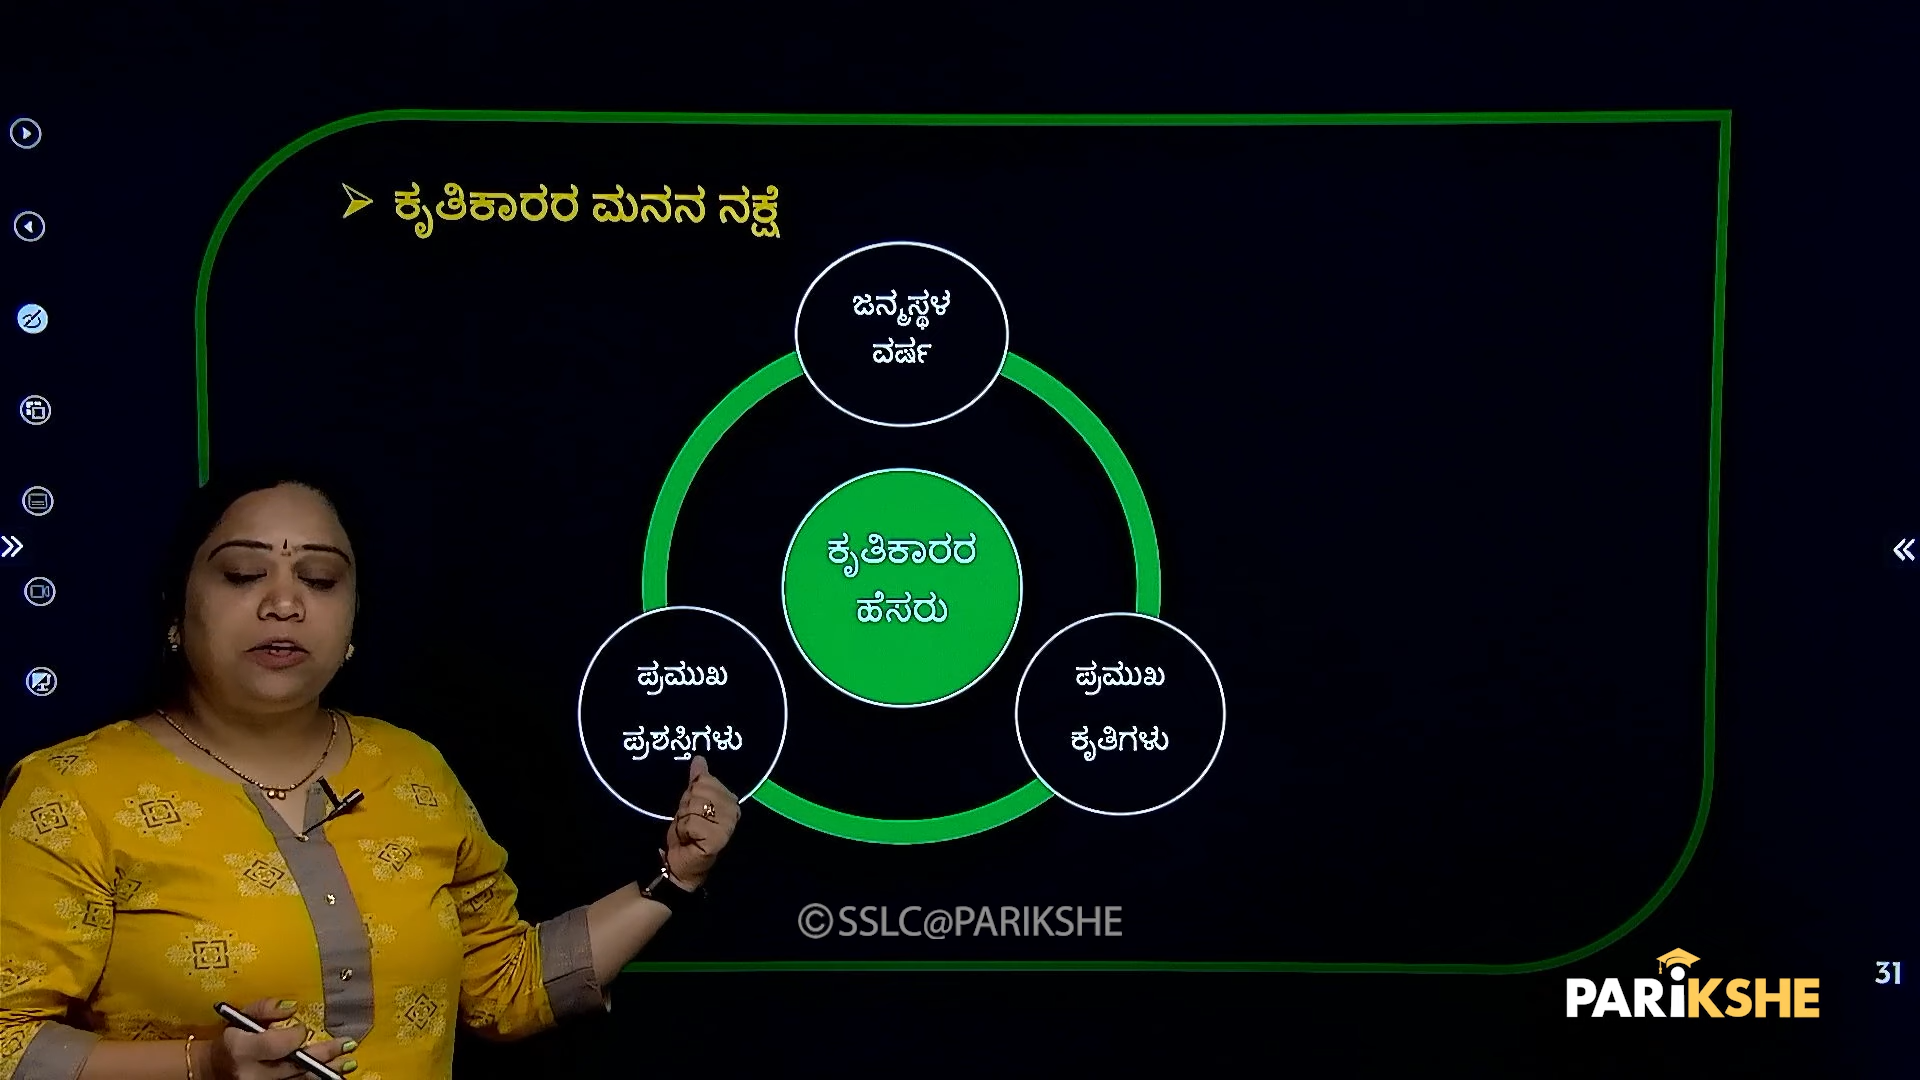 ➢ ಕೃತಿಕಾರರ ಮನನ ನಕ್ಷೆ
ಜನ್ಮಸ್ಥಳ
ವರ್ಷ
ಕೃತಿಕಾರರ
ಹೆಸರು
ಪ್ರಮುಖ
ಪ್ರಶಸ್ತಿಗಳು
ಪ್ರಮುಖ
ಕೃತಿಗಳು
©SSLC@PARIKSHE
PARiKSHE
31